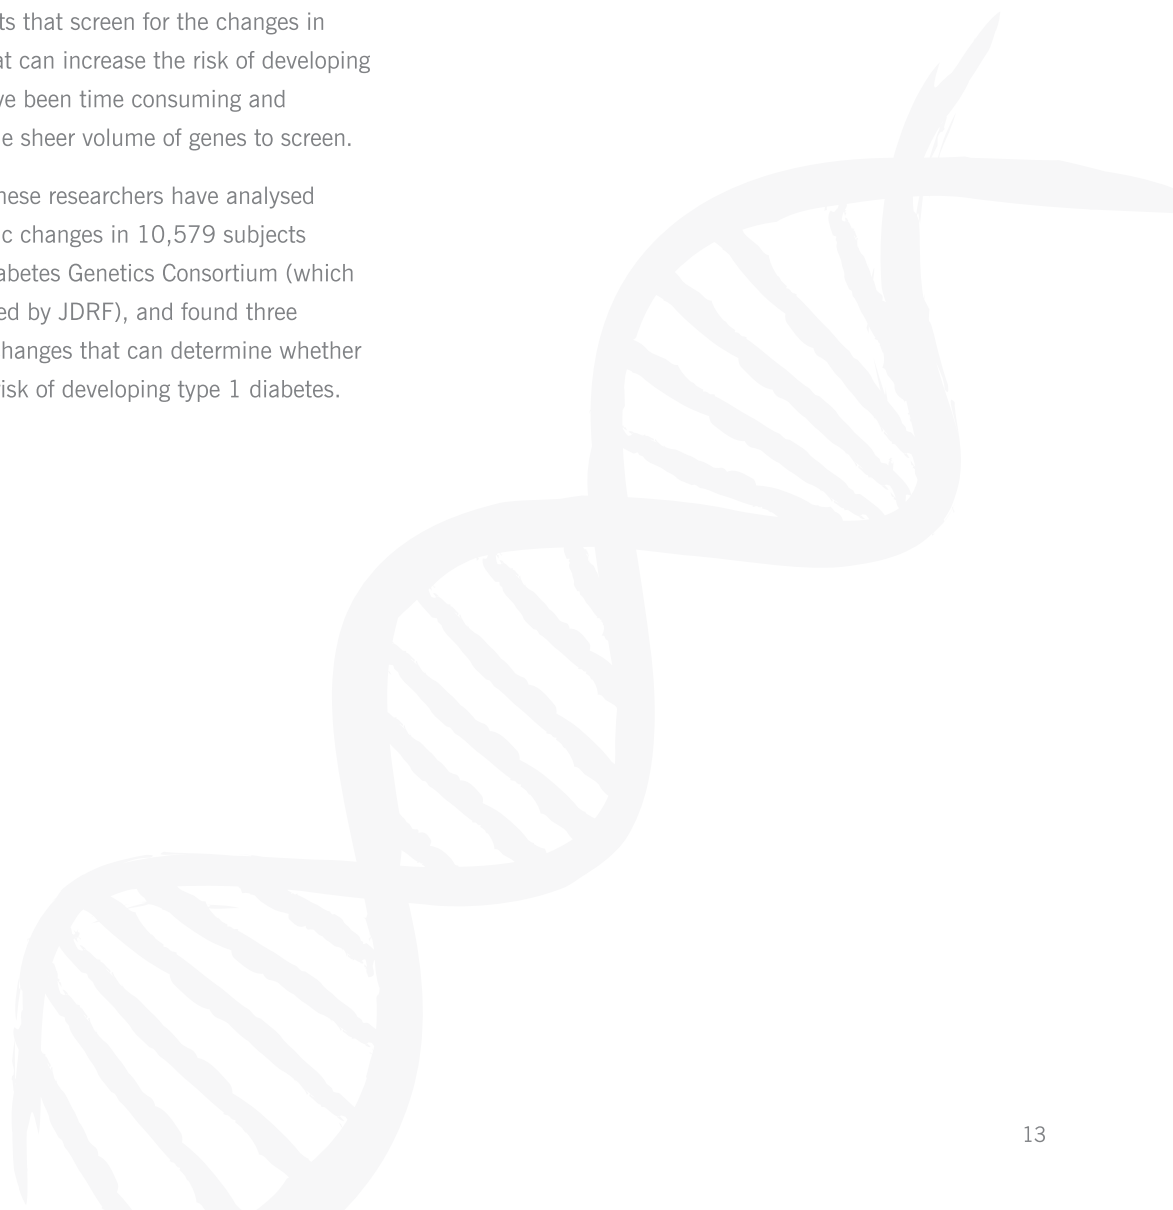 ts that screen for the changes in
at can increase the risk of developing
ve been time consuming and
e sheer volume of genes to screen.
hese researchers have analysed
c changes in 10,579 subjects
abetes Genetics Consortium (which
ed by JDRF), and found three
hanges that can determine whether
isk of developing type 1 diabetes.
13